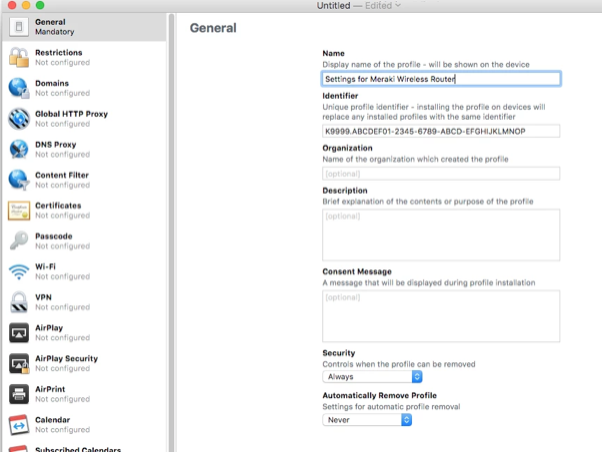 Untitled — Edited
General
Mandatory
Restrictions
Not configured
Domains
Not configured
Global HTTP Proxy
Not configured
DNS Proxy
Not configured
Content Filter
Not configured
Certificates
Not configured
Passcode
Not configured
Wi-Fi
Not configured
VPN
Not configured
AirPlay
Not configured
AirPlay Security
Not configured
AirPrint
Not configured
Calendar
Not configured
Subscribed Calendars
General
Name
Display name of the profile - will be shown on the device
Settings for Meraki Wireless Router
Identifier
Unique profile identifier - installing the profile on devices will
replace any installed profiles with the same identifier
K9999.ABCDEF01-2345-6789-ABCD-EFGHIJKLMNOP
Organization
Name of the organization which created the profile
[optional]
Description
Brief explanation of the contents or purpose of the profile
[optional]
Consent Message
A message that will be displayed during profile installation
[optional]
Security
Controls when the profile can be removed
Always
Automatically Remove Profile
Settings for automatic profile removal
Never